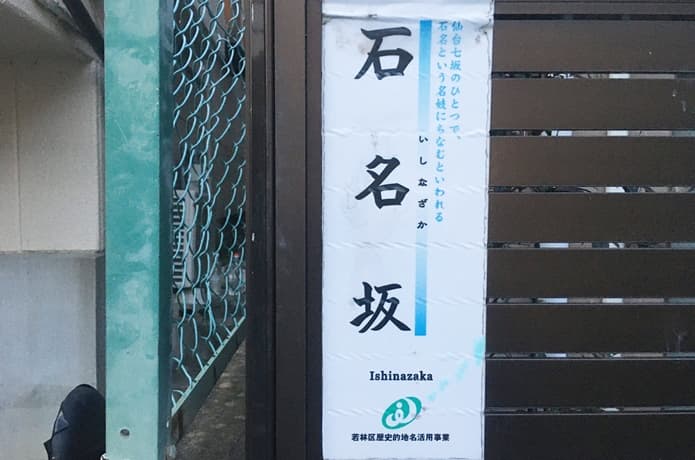 仙台七坂のひとつで、
石名という名妓にちなむといわれる
いしなざか
石名坂
Ishinazaka
若林区歴史的地名活用事業